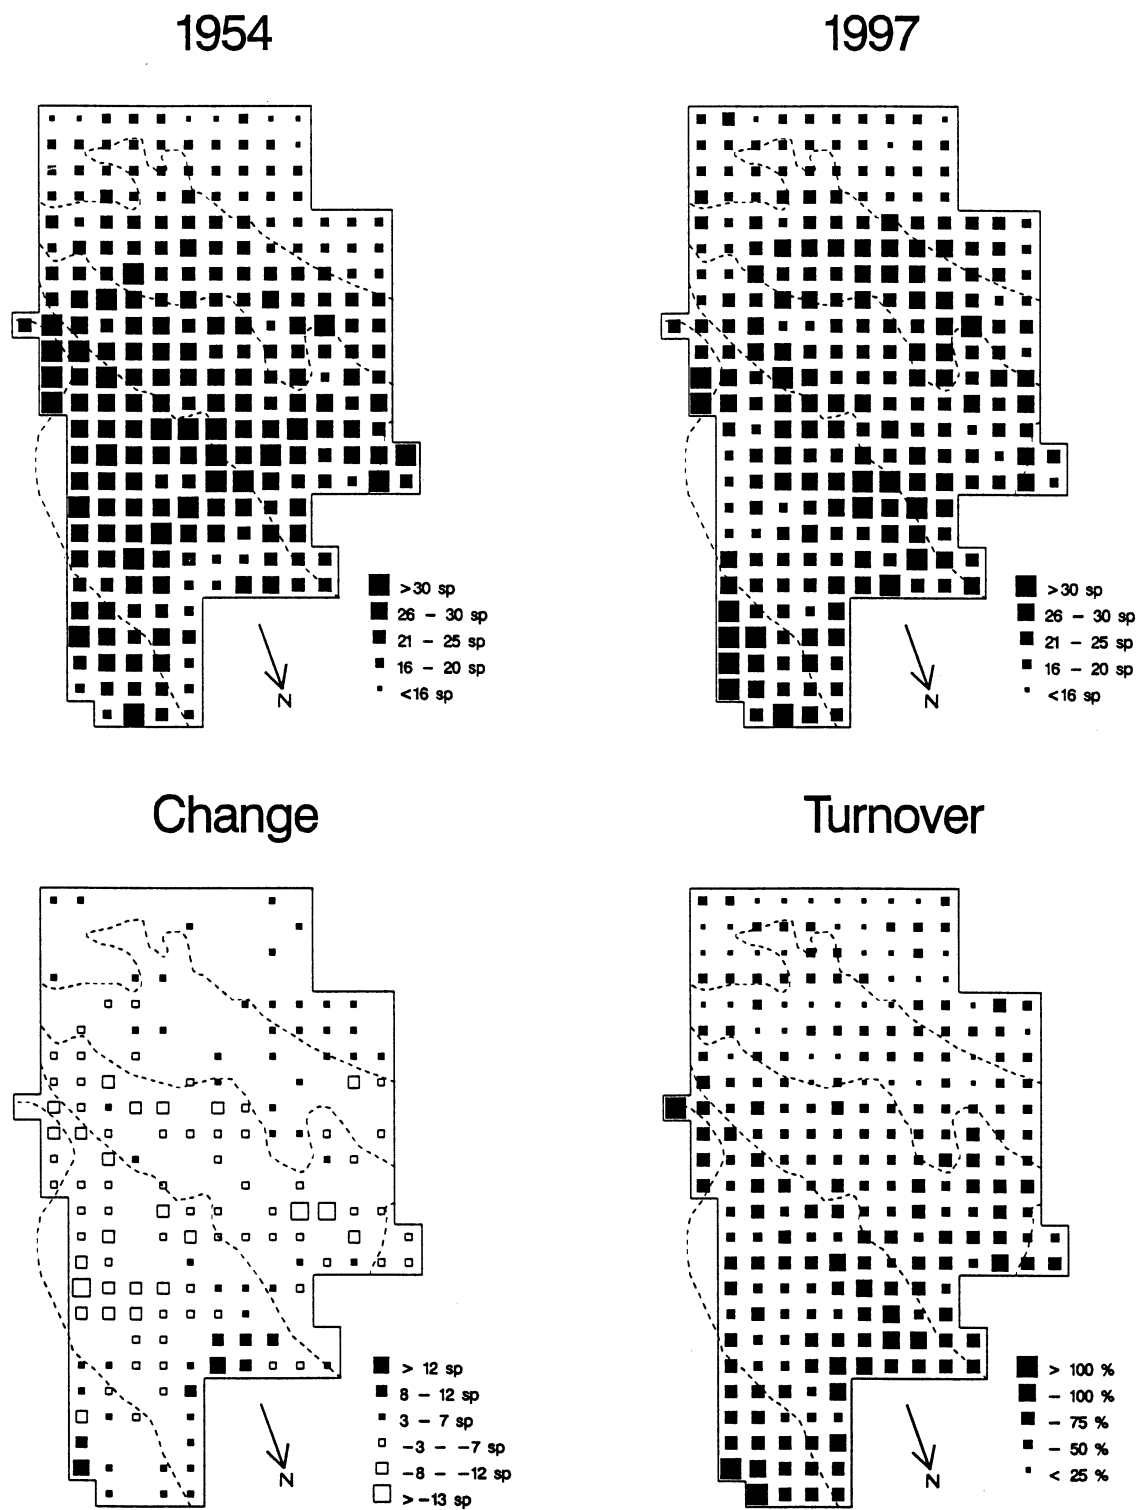 1954
1997
>30 sp
26 – 30 sp
21 – 25 sp
16 – 20 sp
<16 sp
N
>30 sp
26 – 30 sp
21 – 25 sp
16 – 20 sp
<16 sp
N
Change
Turnover
> 12 sp
8 – 12 sp
3 – 7 sp
–3 – –7 sp
–8 – –12 sp
>–13 sp
N
> 100 %
– 100 %
– 75 %
– 50 %
< 25 %
N